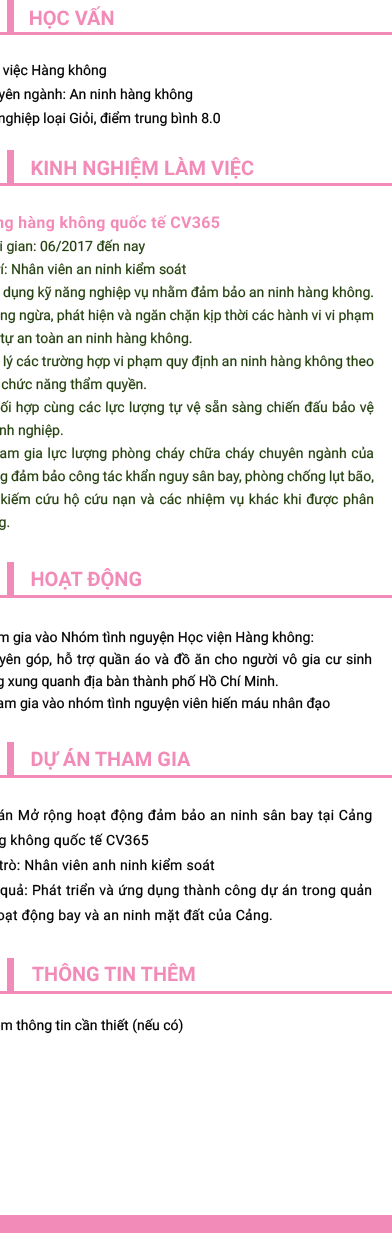 HỌC VẤN
việc Hàng không
yên ngành: An ninh hàng không
nghiệp loại Giỏi, điểm trung bình 8.0
KINH NGHIỆM LÀM VIỆC
ng hàng không quốc tế CV365
i gian: 06/2017 đến nay
í: Nhân viên an ninh kiểm soát
dụng kỹ năng nghiệp vụ nhằm đảm bảo an ninh hàng không.
ng ngừa, phát hiện và ngăn chặn kịp thời các hành vi vi phạm
tự an toàn an ninh hàng không.
lý các trường hợp vi phạm quy định an ninh hàng không theo
chức năng thẩm quyền.
ối hợp cùng các lực lượng tự vệ sẵn sàng chiến đấu bảo vệ
nh nghiệp.
am gia lực lượng phòng cháy chữa cháy chuyên ngành của
g đảm bảo công tác khẩn nguy sân bay, phòng chống lụt bão,
kiếm cứu hộ cứu nạn và các nhiệm vụ khác khi được phân
g.
HOẠT ĐỘNG
m gia vào Nhóm tình nguyện Học viện Hàng không:
yên góp, hỗ trợ quần áo và đồ ăn cho người vô gia cư sinh
g xung quanh địa bàn thành phố Hồ Chí Minh.
am gia vào nhóm tình nguyện viên hiến máu nhân đạo
DỰ ÁN THAM GIA
án Mở rộng hoạt động đảm bảo an ninh sân bay tại Cảng
g không quốc tế CV365
trò: Nhân viên anh ninh kiểm soát
quả: Phát triển và ứng dụng thành công dự án trong quản
oạt động bay và an ninh mặt đất của Cảng.
THÔNG TIN THÊM
m thông tin cần thiết (nếu có)